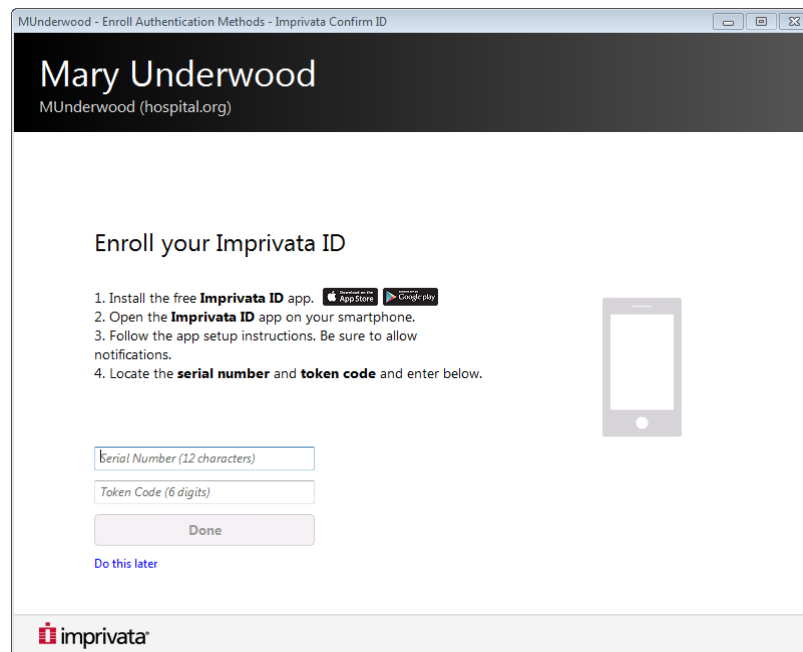 MUnderwood - Enroll Authentication Methods - Imprivata Confirm ID
Mary Underwood
MUnderwood (hospital.org)
Enroll your Imprivata ID
1. Install the free Imprivata ID app. Download on the App Store Google play
2. Open the Imprivata ID app on your smartphone.
3. Follow the app setup instructions. Be sure to allow
notifications.
4. Locate the serial number and token code and enter below.
Serial Number (12 characters)
Token Code (6 digits)
Done
Do this later
imprivata